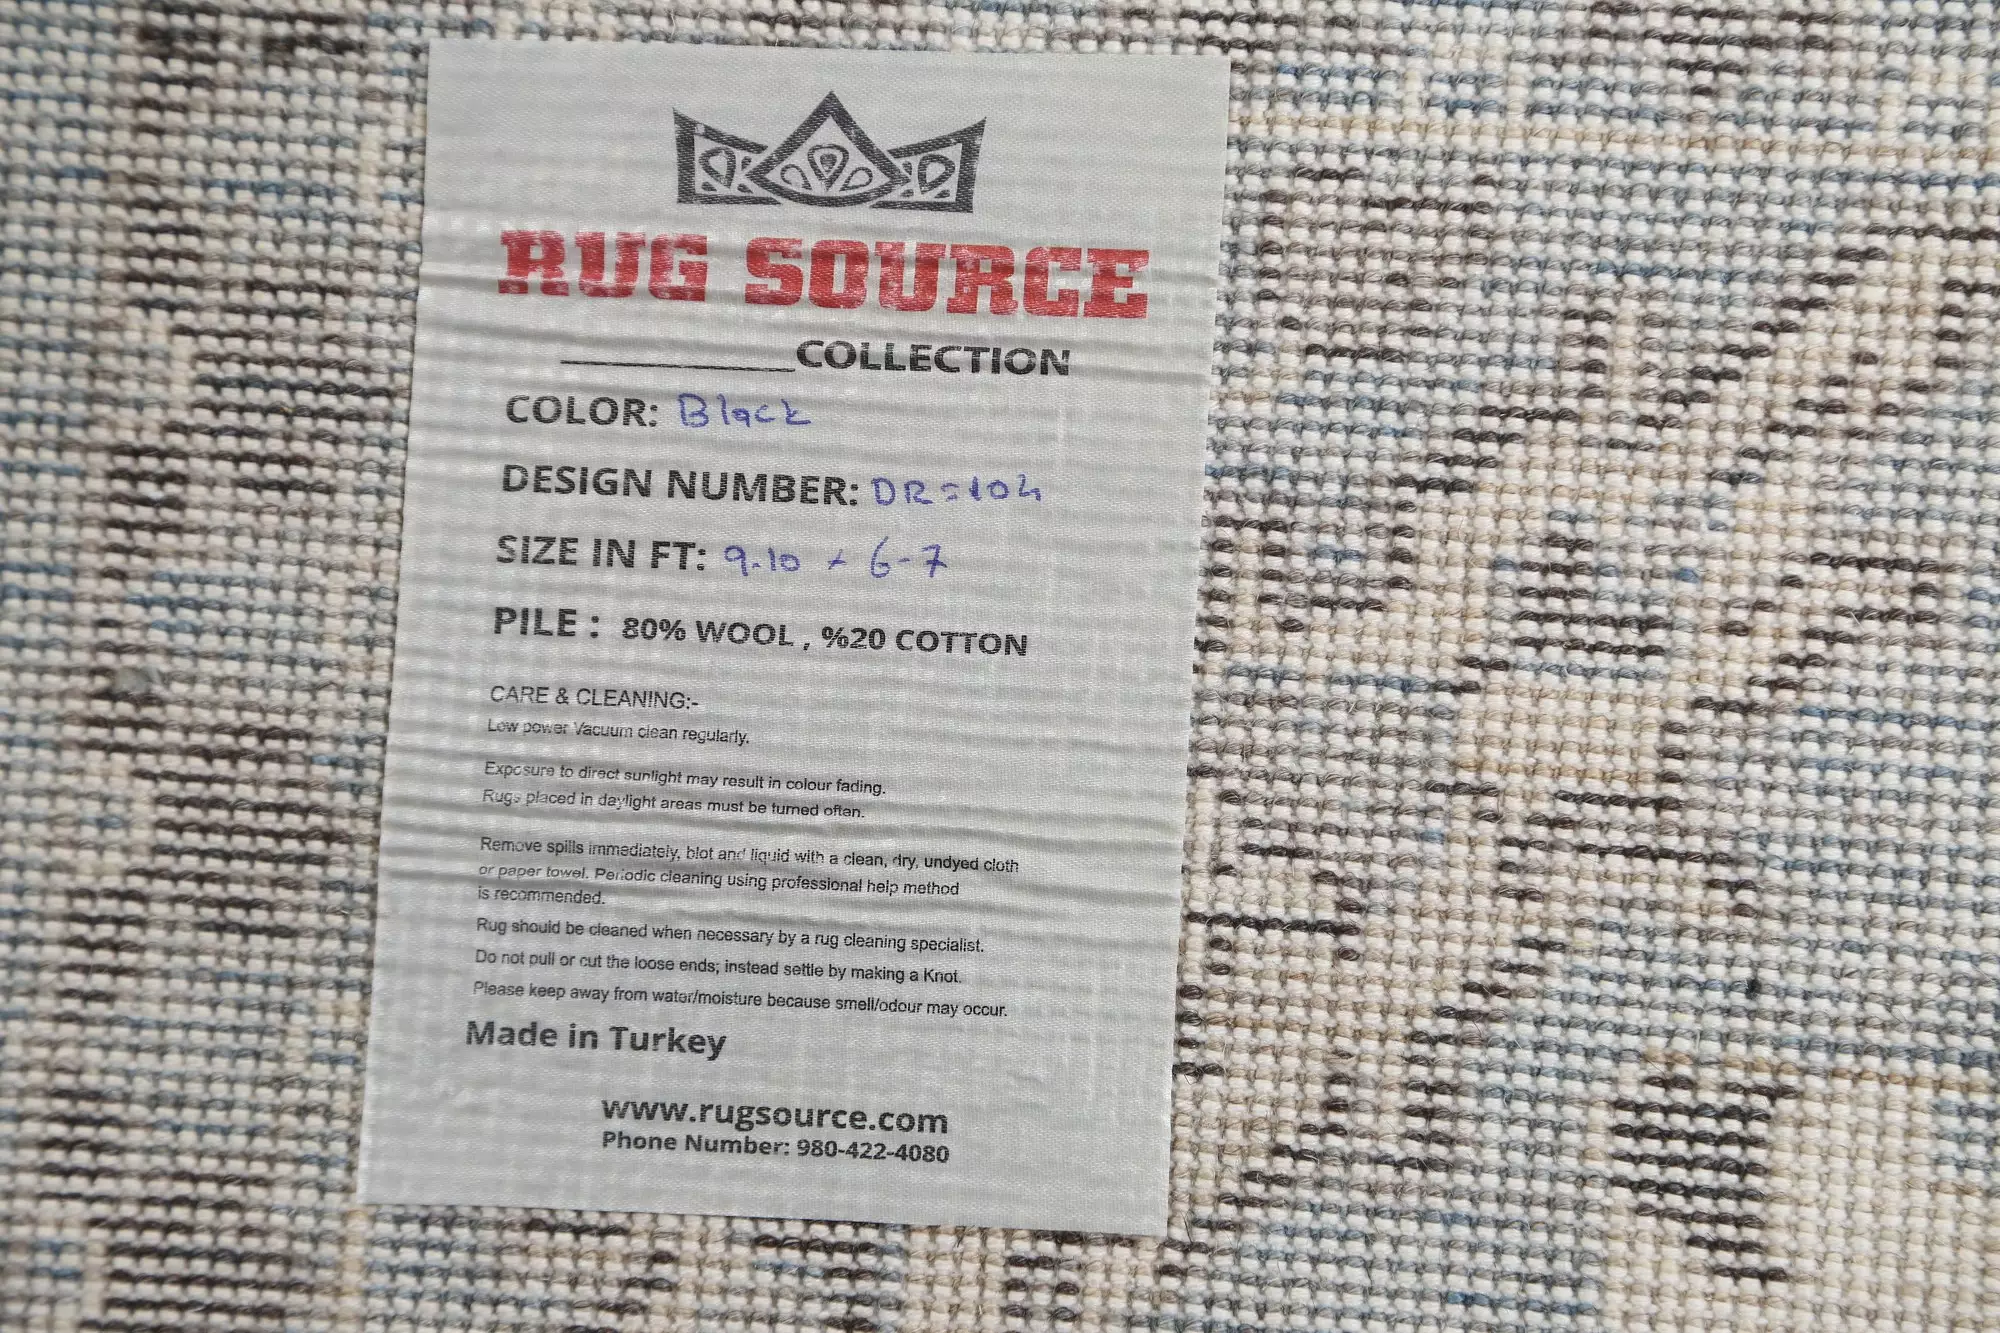 RUG SOURCE
____________COLLECTION
COLOR: Black
DESIGN NUMBER: DR=104
SIZE IN FT: 9.10 x 6-7
PILE : 80% WOOL , %20 COTTON
CARE & CLEANING:-
Low power Vacuum clean regularly.
Exposure to direct sunlight may result in colour fading.
Rugs placed in daylight areas must be turned often.
Remove spills immediately, blot and liquid with a clean, dry, undyed cloth
or paper towel. Periodic cleaning using professional help method
is recommended.
Rug should be cleaned when necessary by a rug cleaning specialist.
Do not pull or cut the loose ends; instead settle by making a Knot.
Please keep away from water/moisture because smell/odour may occur.
Made in Turkey
www.rugsource.com
Phone Number: 980-422-4080